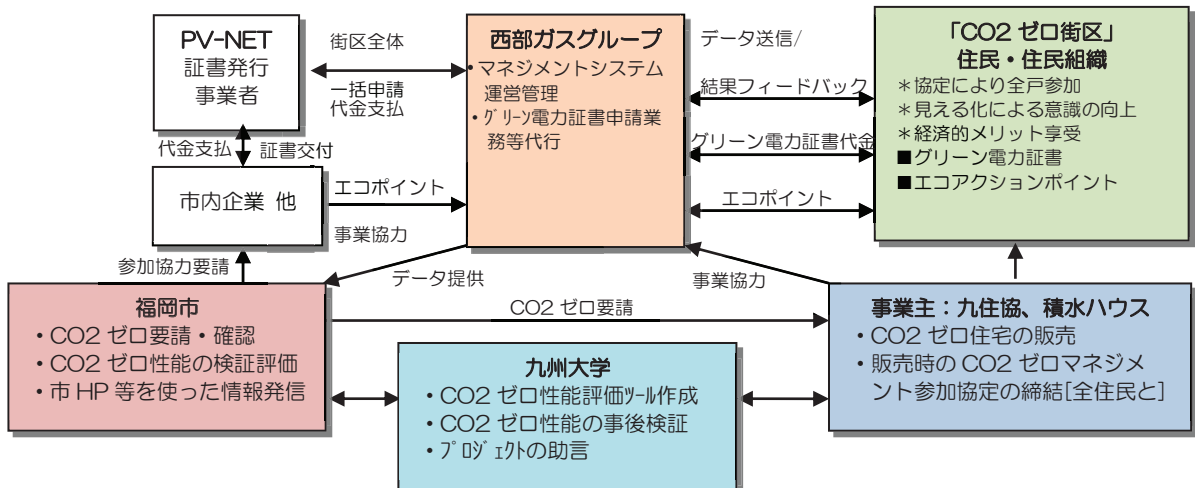 PV-NET
証書発行
事業者
街区全体
一括申請
代金支払
西部ガスグループ
・マネジメントシステム
運営管理
・グリーン電力証書申請業
務等代行
データ送信/
結果フィードバック
グリーン電力証書代金
エコポイント
「CO2 ゼロ街区」
住民・住民組織
＊協定により全戸参加
＊見える化による意識の向上
＊経済的メリット享受
■グリーン電力証書
■エコアクションポイント
代金支払
証書交付
市内企業 他
エコポイント
事業協力
参加協力要請
データ提供
事業協力
福岡市
・CO2 ゼロ要請・確認
・CO2 ゼロ性能の検証評価
・市 HP 等を使った情報発信
CO2 ゼロ要請
事業主：九住協、積水ハウス
・CO2 ゼロ住宅の販売
・販売時の CO2 ゼロマネジメ
ント参加協定の締結[全住民と]
九州大学
・CO2 ゼロ性能評価ツール作成
・CO2 ゼロ性能の事後検証
・プロジェクトの助言